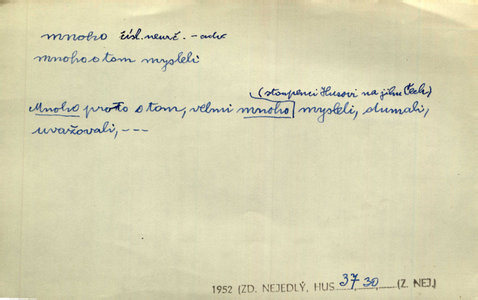 mnoho čísl. neurč. - adv.
mnoho o tom mysleli
(stoupenci Husovi na jihu Čech)
Mnoho proto o tom, velmi mnoho mysleli, dumali,
uvažovali, ---
1952 (ZD. NEJEDLÝ, HUS 37, 30, (Z. NEJ.)